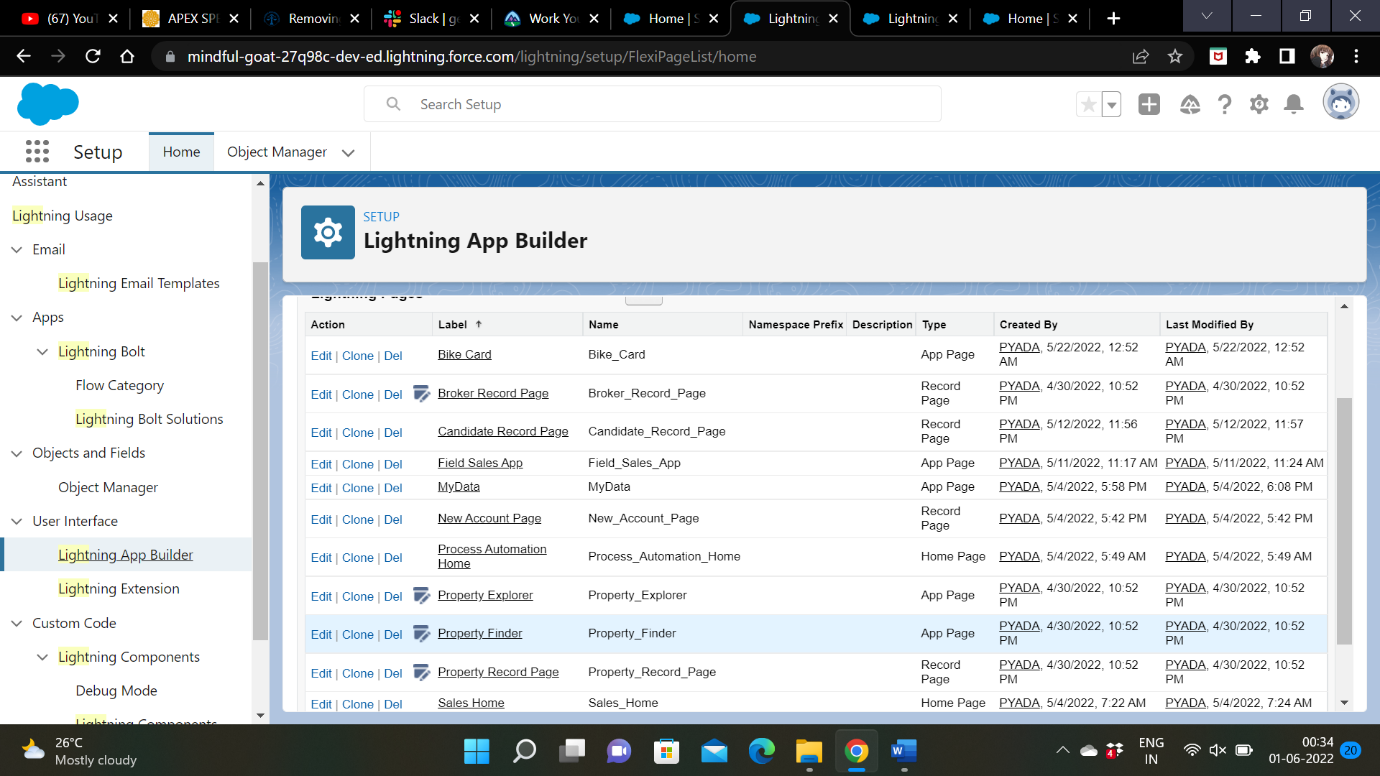 (67) YouT
APEX SPE
Removin
Slack | ge
Work Yo
Home | S
Lightning
Lightning
Home | S
mindful-goat-27q98c-dev-ed.lightning.force.com/lightning/setup/FlexiPageList/home
Search Setup
Setup
Home
Object Manager
Assistant
Lightning Usage
Email
Lightning Email Templates
Apps
Lightning Bolt
Flow Category
Lightning Bolt Solutions
Objects and Fields
Object Manager
User Interface
Lightning App Builder
Lightning Extension
Custom Code
Lightning Components
Debug Mode
Lightning Components
SETUP
Lightning App Builder
Lightning Pages
Action Label Name Namespace Prefix Description Type Created By Last Modified By
Edit | Clone | Del Bike Card Bike_Card App Page PYADA, 5/22/2022, 12:52 AM PYADA, 5/22/2022, 12:52 AM
Edit | Clone | Del Broker Record Page Broker_Record_Page Record Page PYADA, 4/30/2022, 10:52 PM PYADA, 4/30/2022, 10:52 PM
Edit | Clone | Del Candidate Record Page Candidate_Record_Page Record Page PYADA, 5/12/2022, 11:56 PM PYADA, 5/12/2022, 11:57 PM
Edit | Clone | Del Field Sales App Field_Sales_App App Page PYADA, 5/11/2022, 11:17 AM PYADA, 5/11/2022, 11:24 AM
Edit | Clone | Del MyData MyData App Page PYADA, 5/4/2022, 5:58 PM PYADA, 5/4/2022, 6:08 PM
Edit | Clone | Del New Account Page New_Account_Page Record Page PYADA, 5/4/2022, 5:42 PM PYADA, 5/4/2022, 5:42 PM
Edit | Clone | Del Process Automation Home Process_Automation_Home Home Page PYADA, 5/4/2022, 5:49 AM PYADA, 5/4/2022, 5:49 AM
Edit | Clone | Del Property Explorer Property_Explorer App Page PYADA, 4/30/2022, 10:52 PM PYADA, 4/30/2022, 10:52 PM
Edit | Clone | Del Property Finder Property_Finder App Page PYADA, 4/30/2022, 10:52 PM PYADA, 4/30/2022, 10:52 PM
Edit | Clone | Del Property Record Page Property_Record_Page Record Page PYADA, 4/30/2022, 10:52 PM PYADA, 4/30/2022, 10:52 PM
Edit | Clone | Del Sales Home Sales_Home Home Page PYADA, 5/4/2022, 7:22 AM PYADA, 5/4/2022, 7:24 AM
26°C
Mostly cloudy
4
ENG
IN
00:34
01-06-2022
20